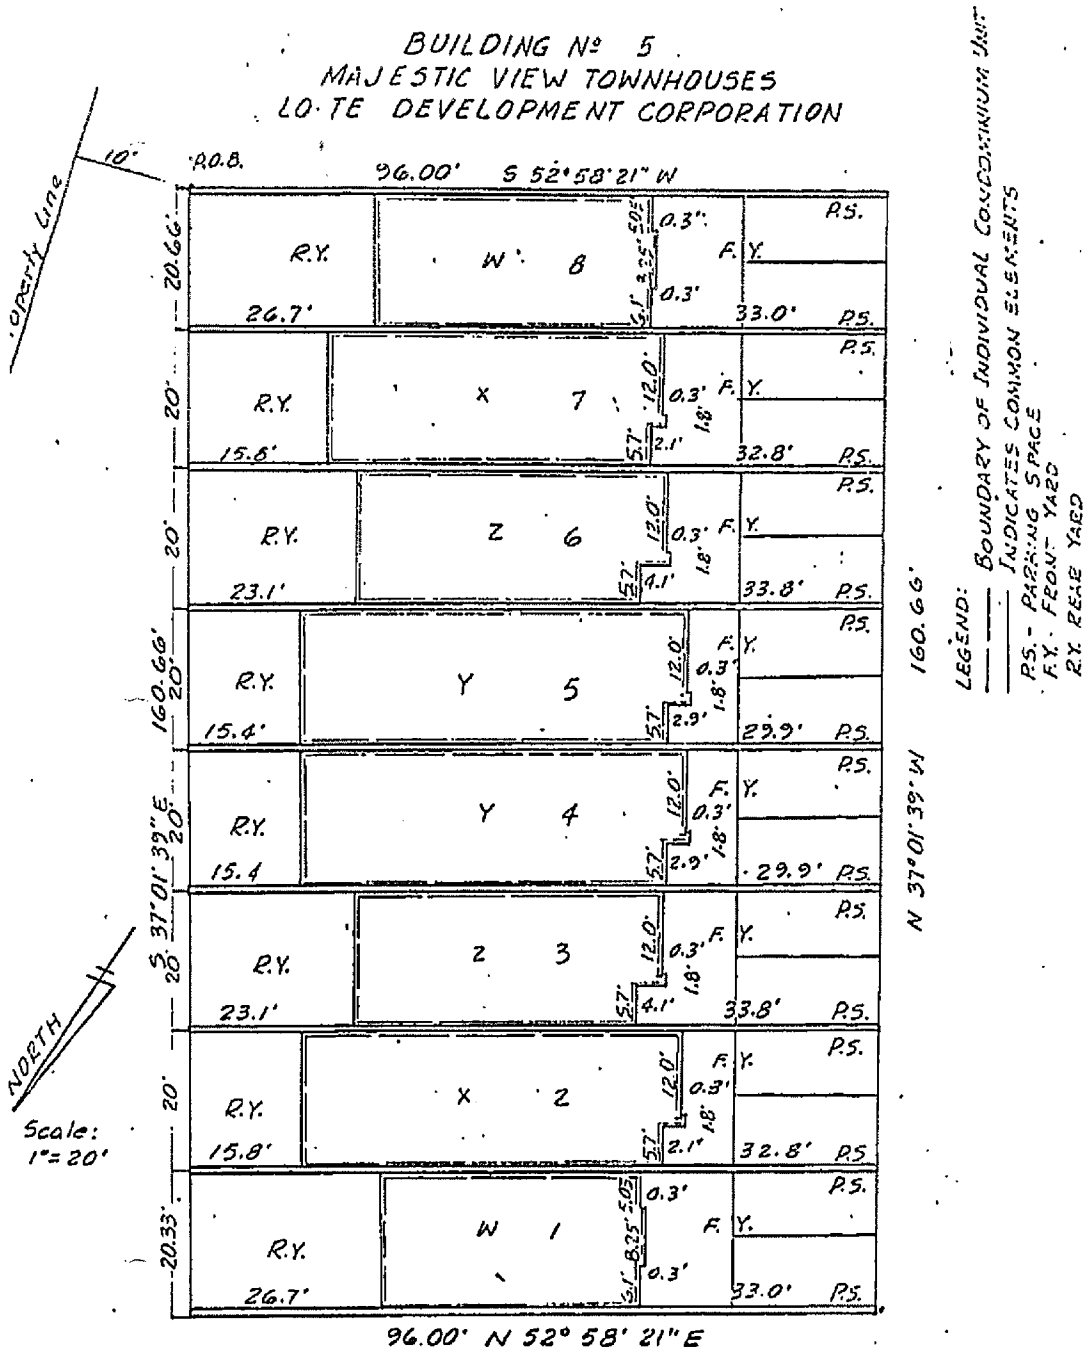 BUILDING Nº 5
MAJESTIC VIEW TOWNHOUSES
LO-TE DEVELOPMENT CORPORATION
10'
P.O.B.
96.00' S 52°58'21" W
operty Line
20.66'
R.Y.
26.7'
W 8
5.05'
6.1'
0.3'
0.3'
F. Y.
33.0'
P.S.
P.S.
20'
R.Y.
15.8'
X 7
12.0'
5.7'
0.3'
1.8'
2.1'
F. Y.
32.8'
P.S.
P.S.
20'
R.Y.
23.1'
Z 6
12.0'
5.7'
0.3'
1.8'
4.1'
F. Y.
33.8'
P.S.
P.S.
160.66'
20'
R.Y.
15.4'
Y 5
12.0'
5.7'
0.3'
1.8'
2.9'
F. Y.
29.9'
P.S.
P.S.
S. 37°01'39" E
20'
R.Y.
15.4
Y 4
12.0'
5.7'
0.3'
1.8'
2.9'
F. Y.
29.9'
P.S.
P.S.
20'
R.Y.
23.1'
Z 3
12.0'
5.7'
0.3'
1.8'
4.1'
F. Y.
33.8'
P.S.
P.S.
20'
R.Y.
15.8'
X 2
12.0'
5.7'
0.3'
1.8'
2.1'
F. Y.
32.8'
P.S.
P.S.
20.33'
R.Y.
26.7'
W 1
5.05
8.25'
6.1'
0.3'
0.3'
F. Y.
33.0'
P.S.
P.S.
96.00' N 52° 58' 21" E
160.66'
N 37°01'39" W
NORTH
Scale:
1"=20'
LEGEND:
BOUNDARY OF INDIVIDUAL CONDOMINIUM UNIT
INDICATES COMMON ELEMENTS
P.S. - PARKING SPACE
F.Y. - FRONT YARD
R.Y. REAR YARD